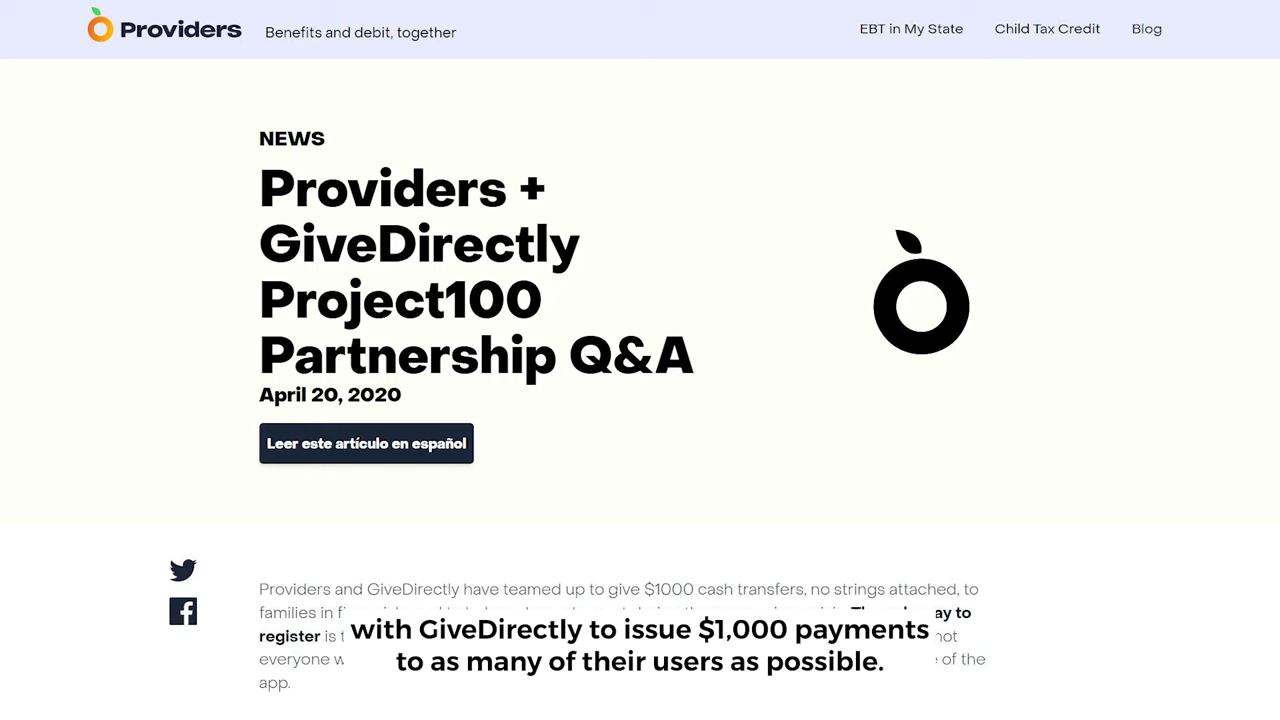 Providers
Benefits and debit, together
EBT in My State
Child Tax Credit
Blog
NEWS
Providers +
GiveDirectly
Project100
Partnership Q&A
April 20, 2020
Leer este artículo en español
Providers and GiveDirectly have teamed up to give $1000 cash transfers, no strings attached, to
families in
to
register is
everyone
of the
app.
with GiveDirectly to issue $1,000 payments
to as many of their users as possible.